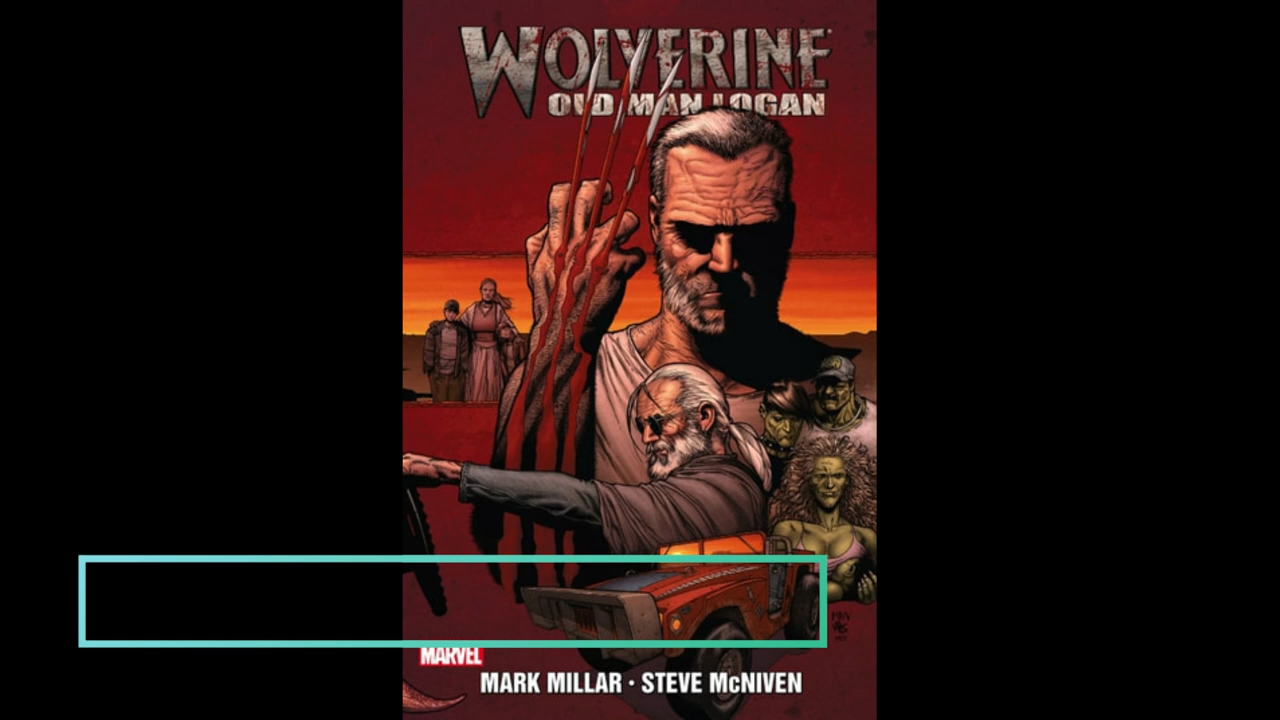 WOLVERINE
OLD MAN LOGAN
MARVEL
MARK MILLAR • STEVE McNIVEN